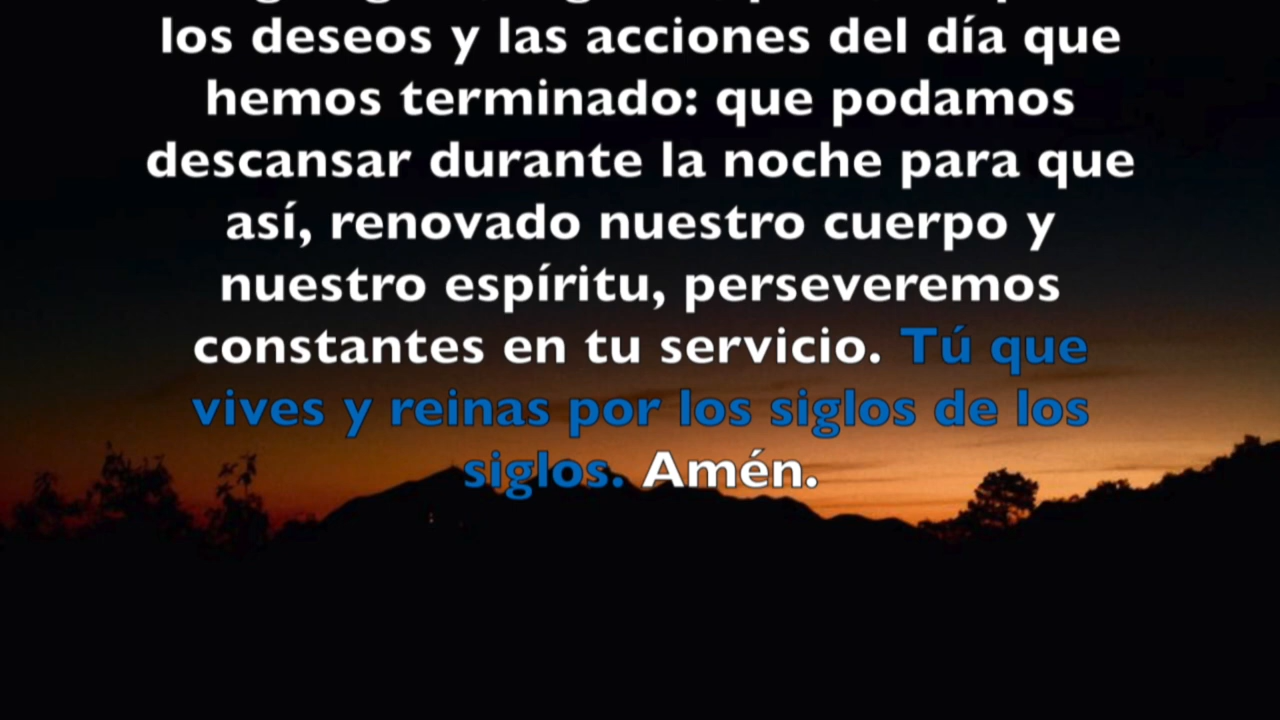 los deseos y las acciones del día que
hemos terminado: que podamos
descansar durante la noche para que
así, renovado nuestro cuerpo y
nuestro espíritu, perseveremos
constantes en tu servicio. Tú que
vives y reinas por los siglos de los
siglos. Amén.